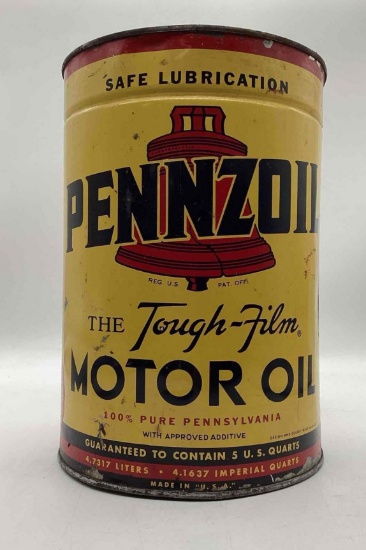 SAFE LUBRICATION
PENNZOIL
REG. U.S. PAT. OFF.
THE Tough-Film®
MOTOR OIL
100% PURE PENNSYLVANIA
WITH APPROVED ADDITIVE
GUARANTEED TO CONTAIN 5 U.S. QUARTS
4.7317 LITERS • 4.1637 IMPERIAL QUARTS
MADE IN "U.S.A."